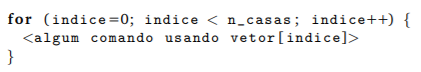 for (indice=0; indice < n_casas; indice++) {
<algum comando usando vetor[indice]>
}